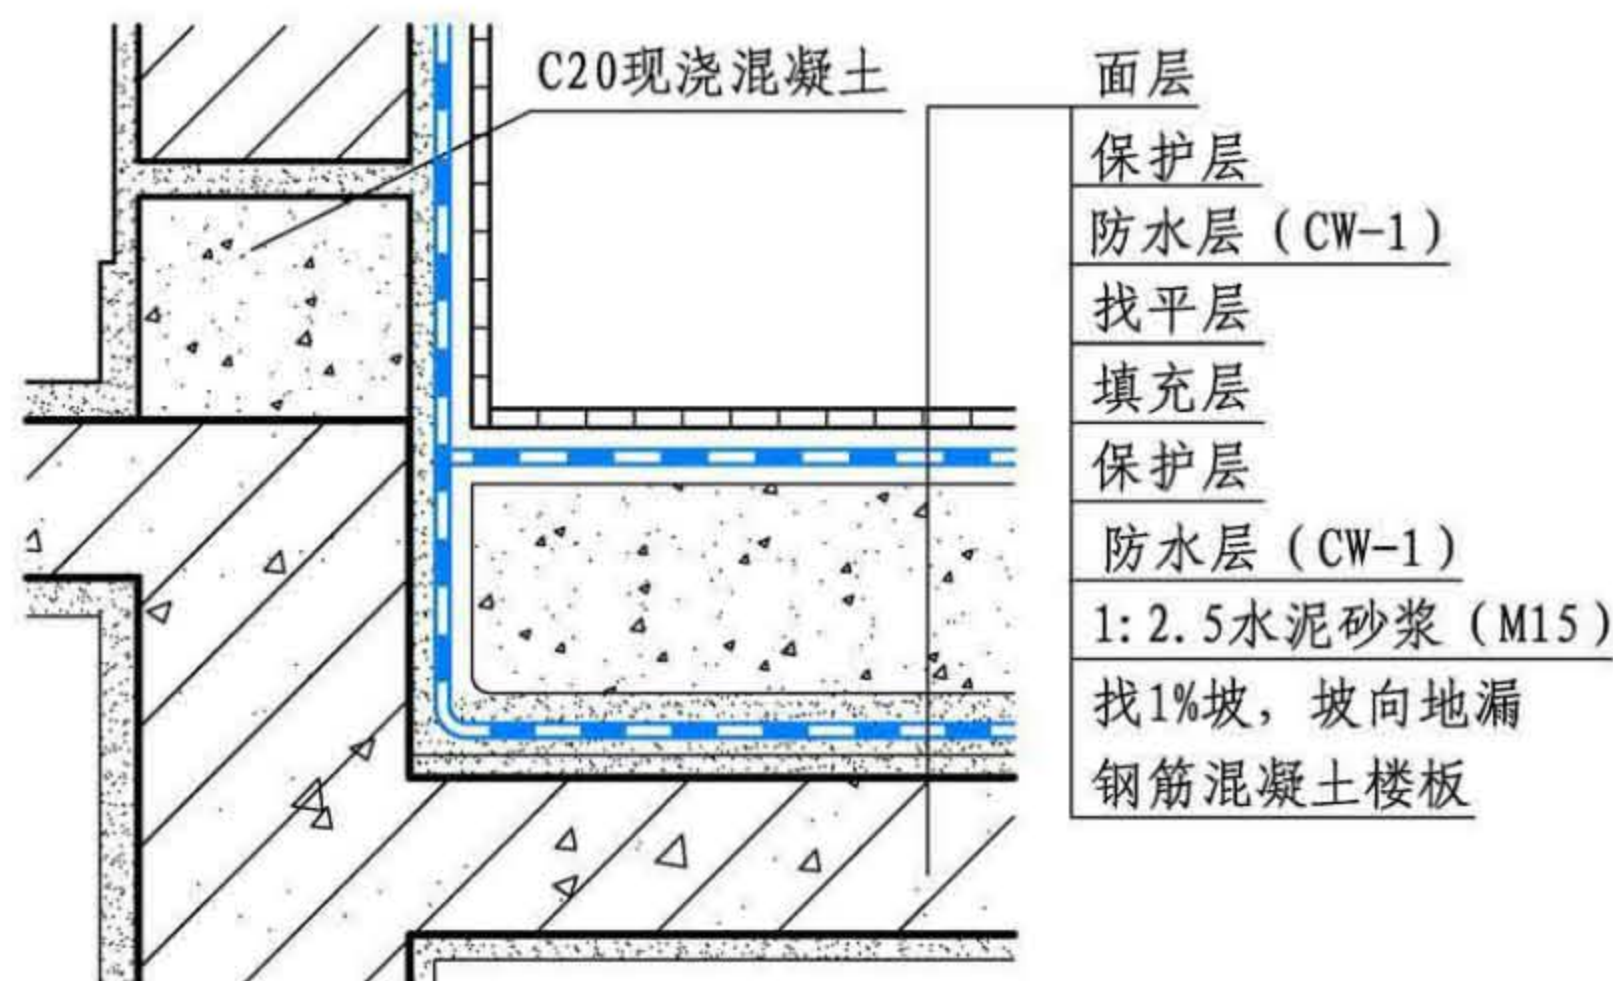 C20现浇混凝土
面层
保护层
防水层（CW-1）
找平层
填充层
保护层
防水层（CW-1）
1:2.5水泥砂浆（M15）
找1%坡，坡向地漏
钢筋混凝土楼板